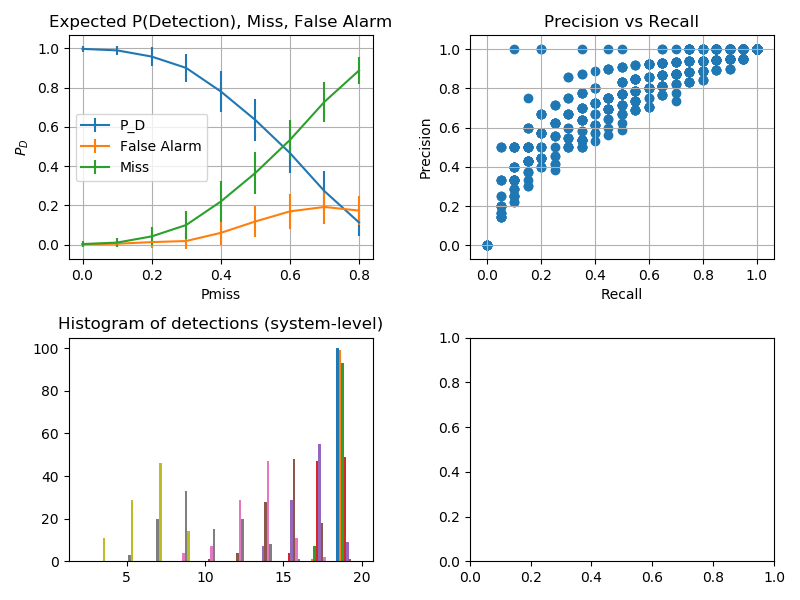 Expected P(Detection), Miss, False Alarm
1.0
0.8
0.6
0.4
0.2
0.0
P_D
P_D
False Alarm
Miss
0.0 0.2 0.4 0.6 0.8
Pmiss
Precision vs Recall
1.0
0.8
0.6
0.4
0.2
0.0
Precision
0.0 0.2 0.4 0.6 0.8 1.0
Recall
Histogram of detections (system-level)
100
80
60
40
20
0
5 10 15 20
1.0
0.8
0.6
0.4
0.2
0.0
0.0 0.2 0.4 0.6 0.8 1.0